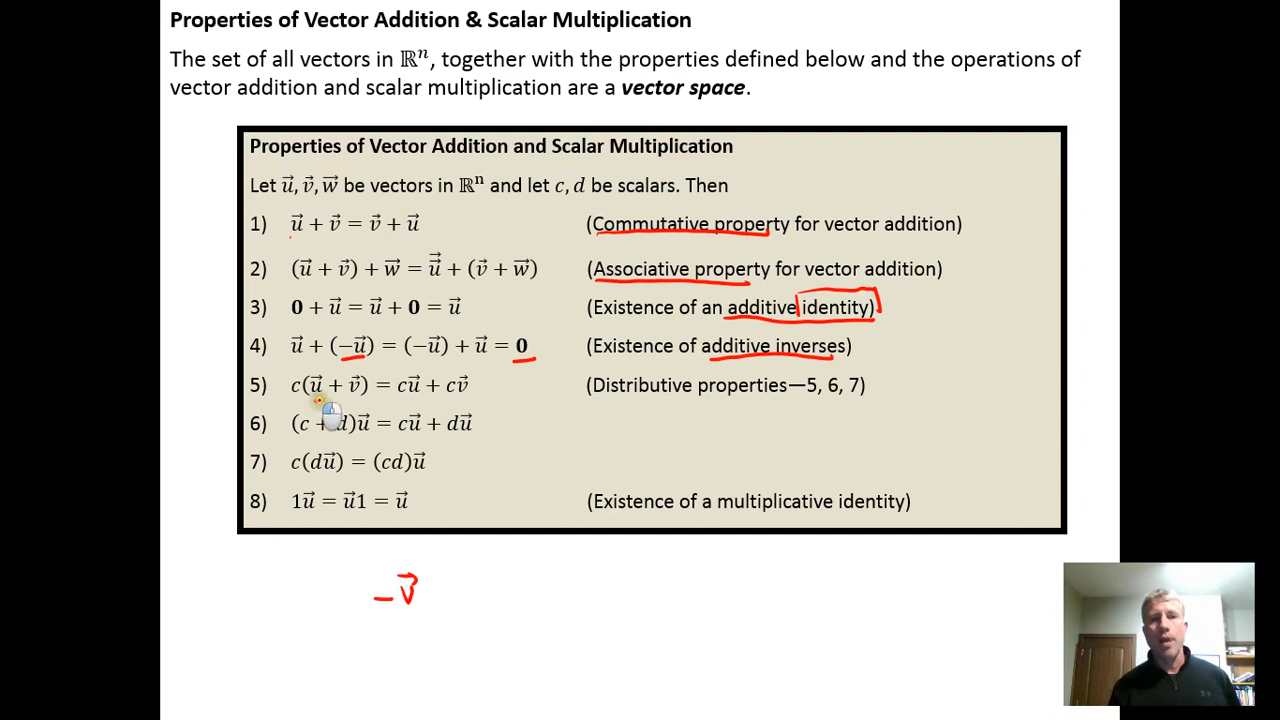 Properties of Vector Addition & Scalar Multiplication
The set of all vectors in ℝⁿ, together with the properties defined below and the operations of
vector addition and scalar multiplication are a vector space.
Properties of Vector Addition and Scalar Multiplication
Let u⃗, v⃗, w⃗ be vectors in ℝⁿ and let c, d be scalars. Then
1) u⃗ + v⃗ = v⃗ + u⃗ (Commutative property for vector addition)
2) (u⃗ + v⃗) + w⃗ = u⃗⃗ + (v⃗ + w⃗) (Associative property for vector addition)
3) 0 + u⃗ = u⃗ + 0 = u⃗ (Existence of an additive identity)
4) u⃗ + (−u⃗) = (−u⃗) + u⃗ = 0 (Existence of additive inverses)
5) c(u⃗ + v⃗) = cu⃗ + cv⃗ (Distributive properties—5, 6, 7)
6) (c + d)u⃗ = cu⃗ + du⃗
7) c(du⃗) = (cd)u⃗
8) 1u⃗ = u⃗1 = u⃗ (Existence of a multiplicative identity)
−v⃗